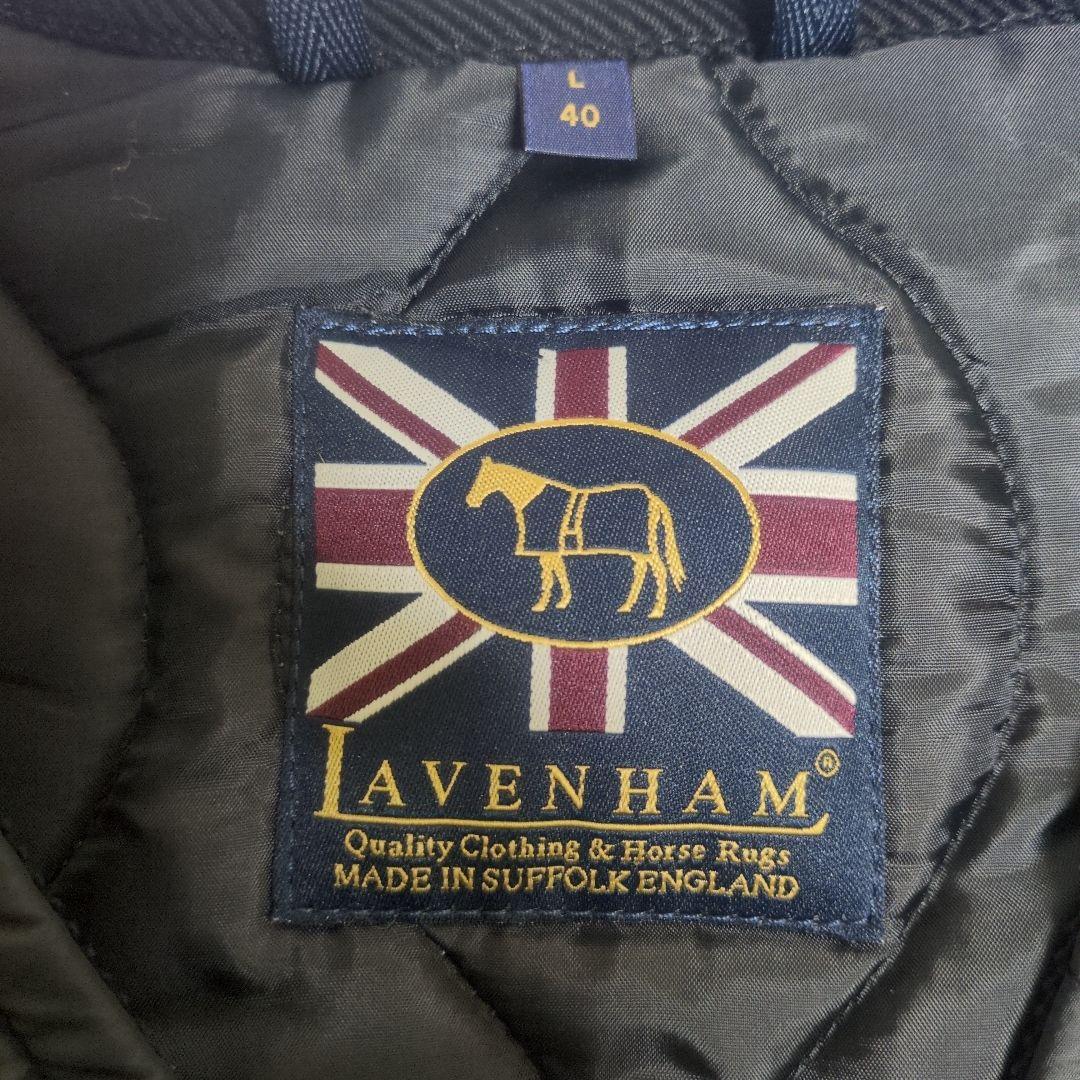 L
40
LAVENHAM®
Quality Clothing & Horse Rugs
MADE IN SUFFOLK ENGLAND